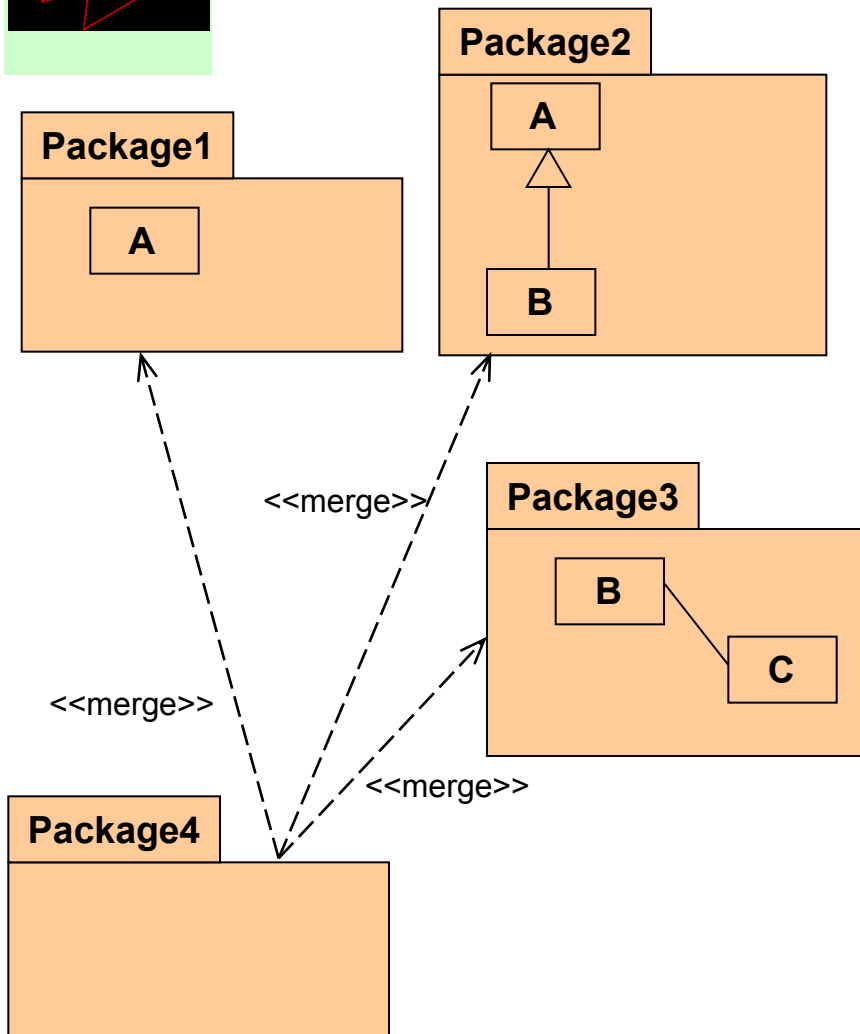 Package2
A
Package1
A
B
<<merge>>
Package3
B
C
<<merge>>
<<merge>>
Package4